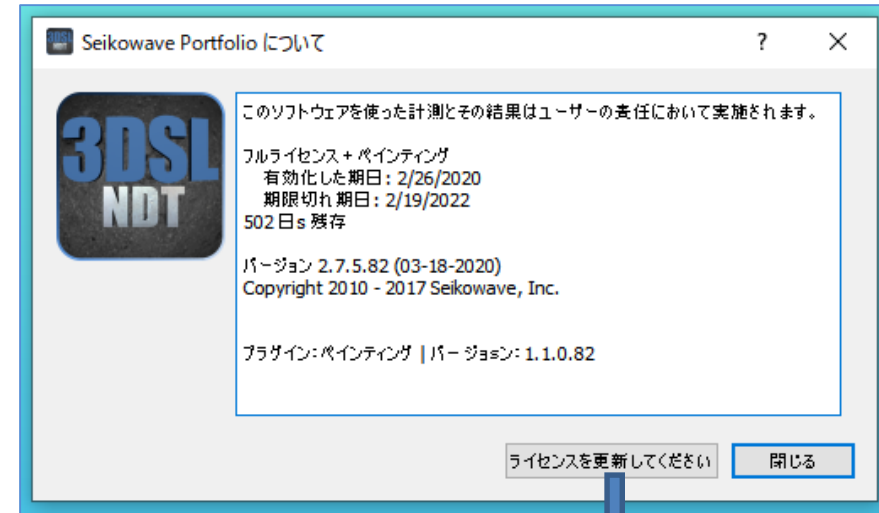 Seikowave Portfolio について
3DSL
NDT
このソフトウェアを使った計測とその結果はユーザーの責任において実施されます。
フルライセンス + ペインティング
有効化した期日: 2/26/2020
期限切れ期日: 2/19/2022
502日s 残存
バージョン 2.7.5.82 (03-18-2020)
Copyright 2010 - 2017 Seikowave, Inc.
プラグイン:ペインティング | バージョsン: 1.1.0.82
ライセンスを更新してください
閉じる